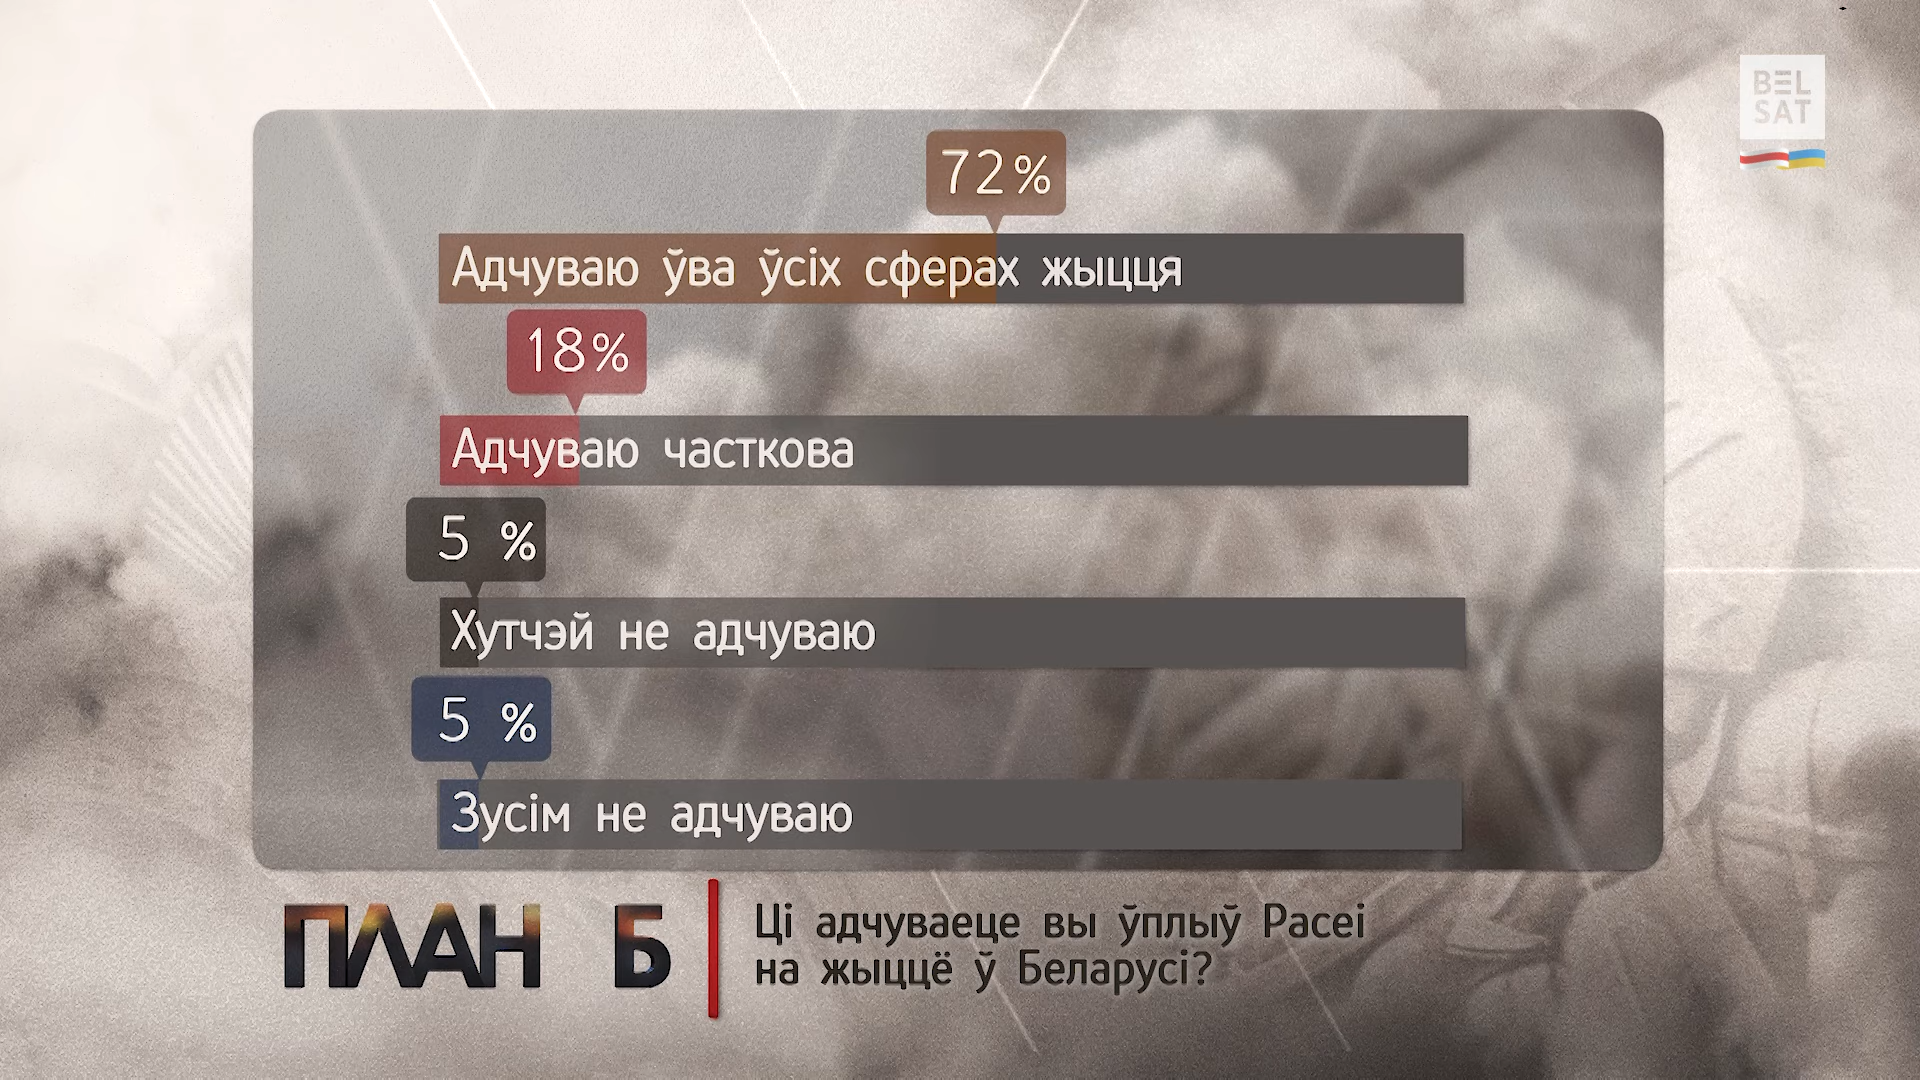 BEL
SAT
72%
Адчуваю ўва ўсіх сферах жыцця
18%
Адчуваю часткова
5 %
Хутчэй не адчуваю
5 %
Зусім не адчуваю
ПЛАН Б
Ці адчуваеце вы ўплыў Расеі
на жыццё ў Беларусі?